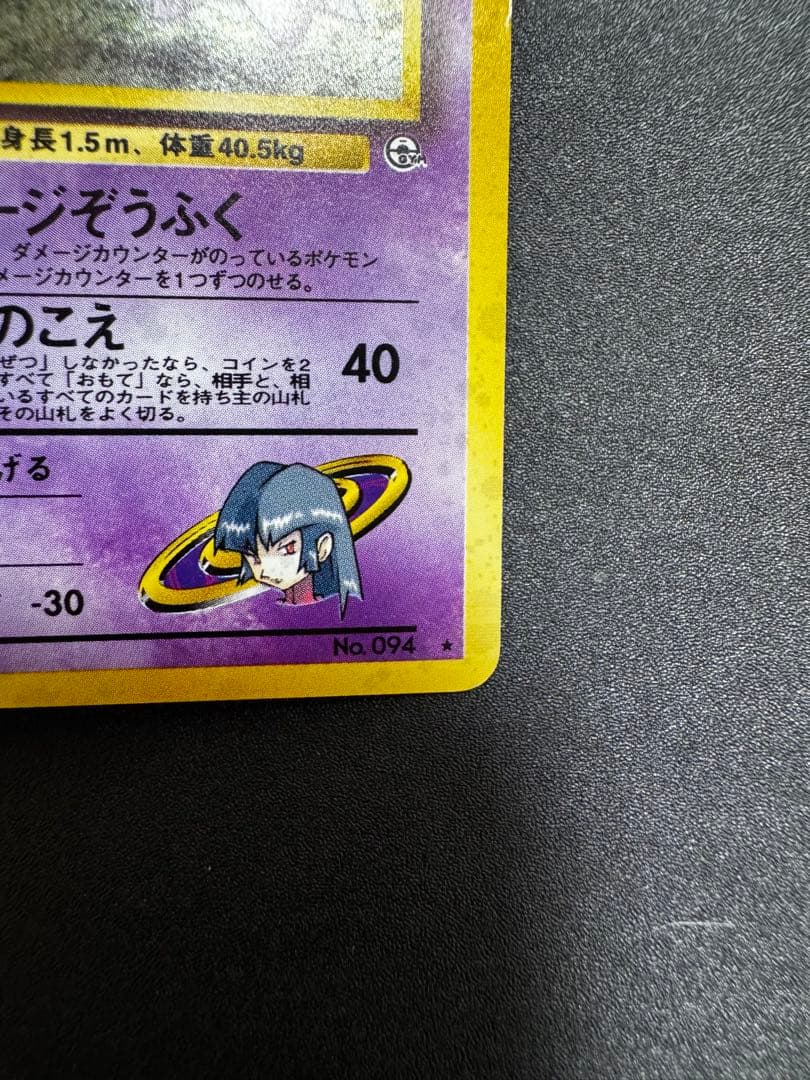 身長1.5m、体重40.5kg
GYM
ージぞうふく
ダメージカウンターがのっているポケモン
メージカウンターを1つずつのせる。
のこえ
40
ぜつ」しなかったなら、コインを2
すべて「おもて」なら、相手と、相
いるすべてのカードを持ち主の山札
その山札をよく切る。
げる
-30
No. 094 ★